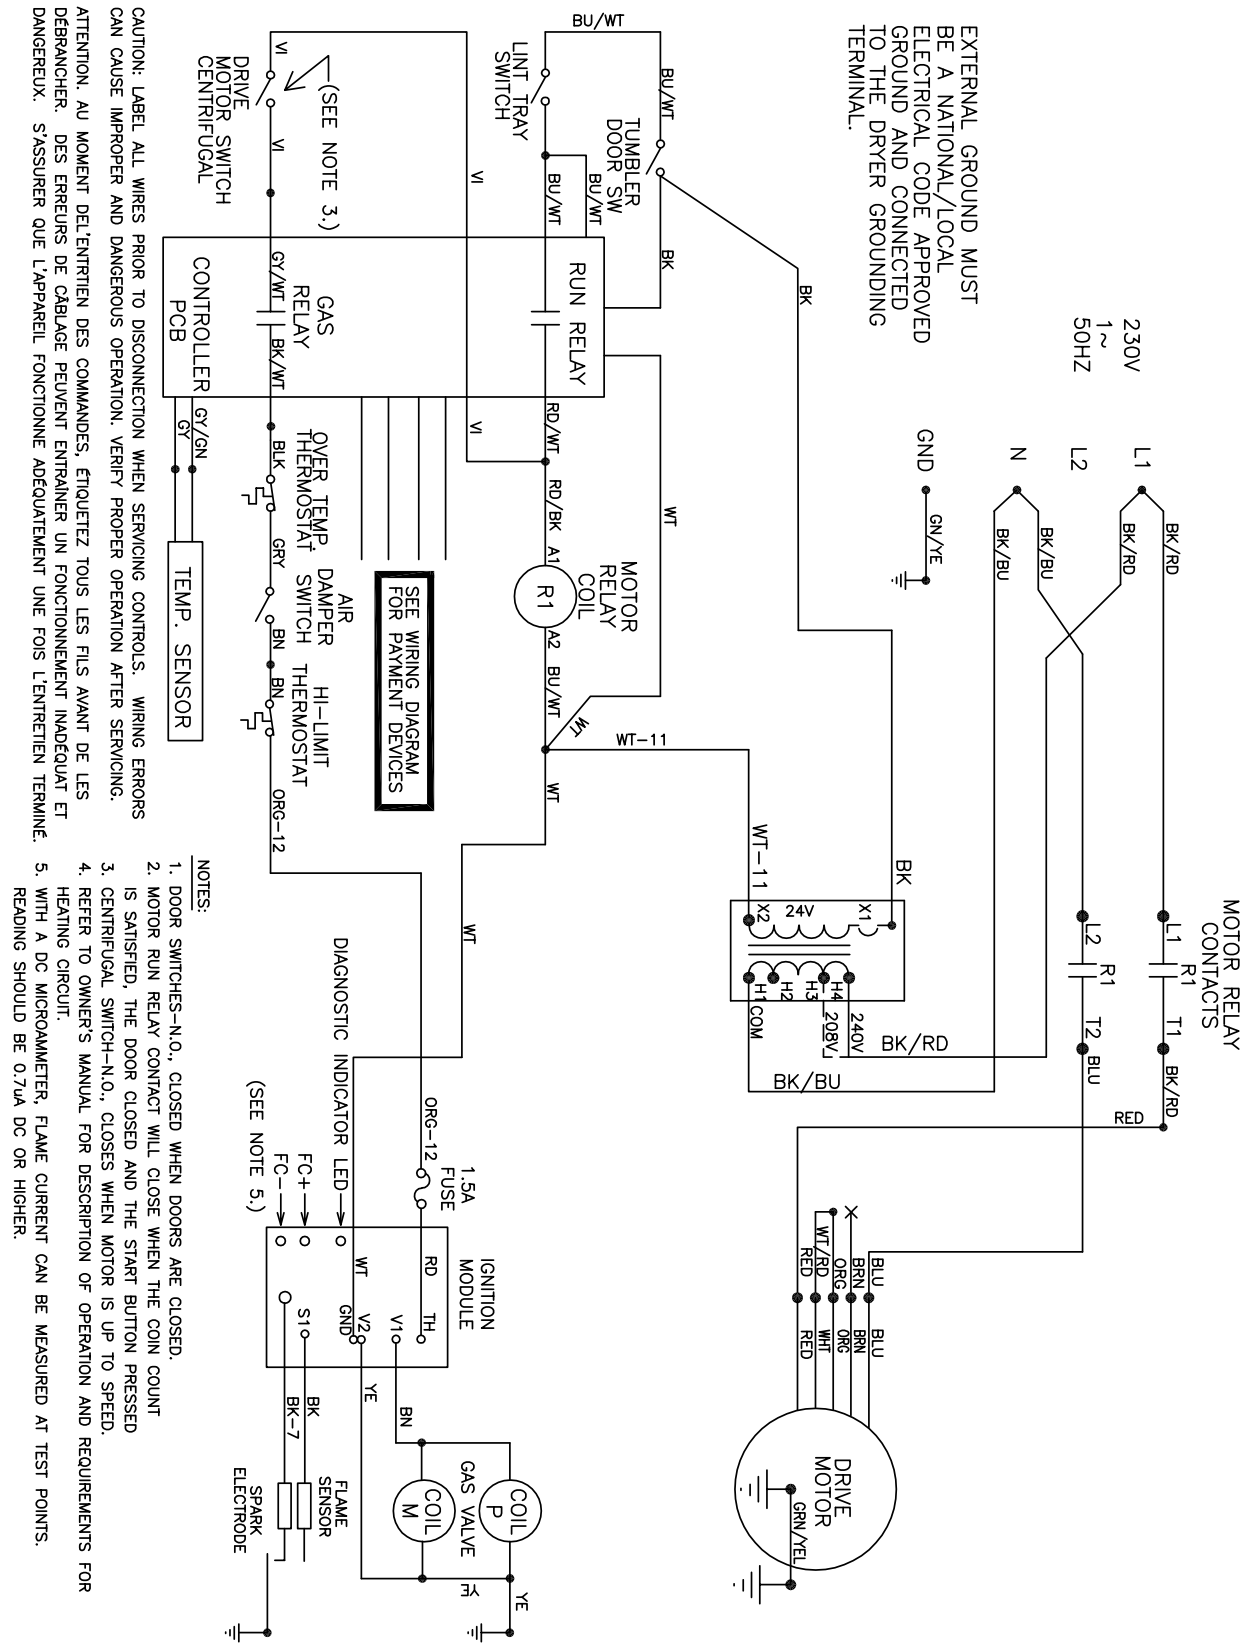 EXTERNAL GROUND MUST
BE A NATIONAL/LOCAL
ELECTRICAL CODE APPROVED
GROUND AND CONNECTED
TO THE DRYER GROUNDING
TERMINAL.
230V
1~
50HZ
L1
L2
N
GND
BK/RD
BK/RD
BK/BU
BK/BU
GN/YE
MOTOR RELAY
CONTACTS
L1
R1
T1
BK/RD
L2
R1
T2
BLU
RED
BU/WT
BU/WT
TUMBLER
DOOR SW
BK
BK
BK
LINT TRAY
SWITCH
BU/WT
BU/WT
RUN RELAY
RD/WT
RD/BK
A1
R1
A2
MOTOR
RELAY
COIL
BU/WT
WT
WT
WT
WT-11
WT-11
X2
24V
X1
H1
H2
H3
H4
COM
208V
240V
BK/RD
BK/BU
BLU
BRN
ORG
WT/RD
RED
BLU
BRN
ORG
WHT
RED
DRIVE
MOTOR
GRN/YEL
VI
VI
VI
VI
(SEE NOTE 3.)
DRIVE
MOTOR SWITCH
CENTRIFUGAL
GY/WT
GAS
RELAY
BK/WT
CONTROLLER
PCB
GY/GN
GY
TEMP. SENSOR
BLK
OVER TEMP.
THERMOSTAT
GRY
AIR
DAMPER
SWITCH
BN
BN
HI-LIMIT
THERMOSTAT
ORG-12
SEE WIRING DIAGRAM
FOR PAYMENT DEVICES
WT
ORG-12
1.5A
FUSE
DIAGNOSTIC INDICATOR LED
FC+
FC-
(SEE NOTE 5.)
IGNITION
MODULE
RD
TH
WT
V1
V2
GND
S1
YE
BN
BK
BK-7
GAS VALVE
COIL
P
COIL
M
YE
YE
FLAME
SENSOR
SPARK
ELECTRODE
CAUTION: LABEL ALL WIRES PRIOR TO DISCONNECTION WHEN SERVICING CONTROLS. WIRING ERRORS
CAN CAUSE IMPROPER AND DANGEROUS OPERATION. VERIFY PROPER OPERATION AFTER SERVICING.
ATTENTION. AU MOMENT DEL'ENTRTIEN DES COMMANDES, ÉTIQUETEZ TOUS LES FILS AVANT DE LES
DÉBRANCHER. DES ERREURS DE CÂBLAGE PEUVENT ENTRAÎNER UN FONCTIONNEMENT INADÉQUAT ET
DANGEREUX. S'ASSURER QUE L'APPAREIL FONCTIONNE ADÉQUATEMENT UNE FOIS L'ENTRETIEN TERMINÉ.
NOTES:
1. DOOR SWITCHES-N.O., CLOSED WHEN DOORS ARE CLOSED.
2. MOTOR RUN RELAY CONTACT WILL CLOSE WHEN THE COIN COUNT
IS SATISFIED, THE DOOR CLOSED AND THE START BUTTON PRESSED
3. CENTRIFUGAL SWITCH-N.O., CLOSES WHEN MOTOR IS UP TO SPEED.
4. REFER TO OWNER'S MANUAL FOR DESCRIPTION OF OPERATION AND REQUIREMENTS FOR
HEATING CIRCUIT.
5. WITH A DC MICROAMMETER, FLAME CURRENT CAN BE MEASURED AT TEST POINTS.
READING SHOULD BE 0.7uA DC OR HIGHER.